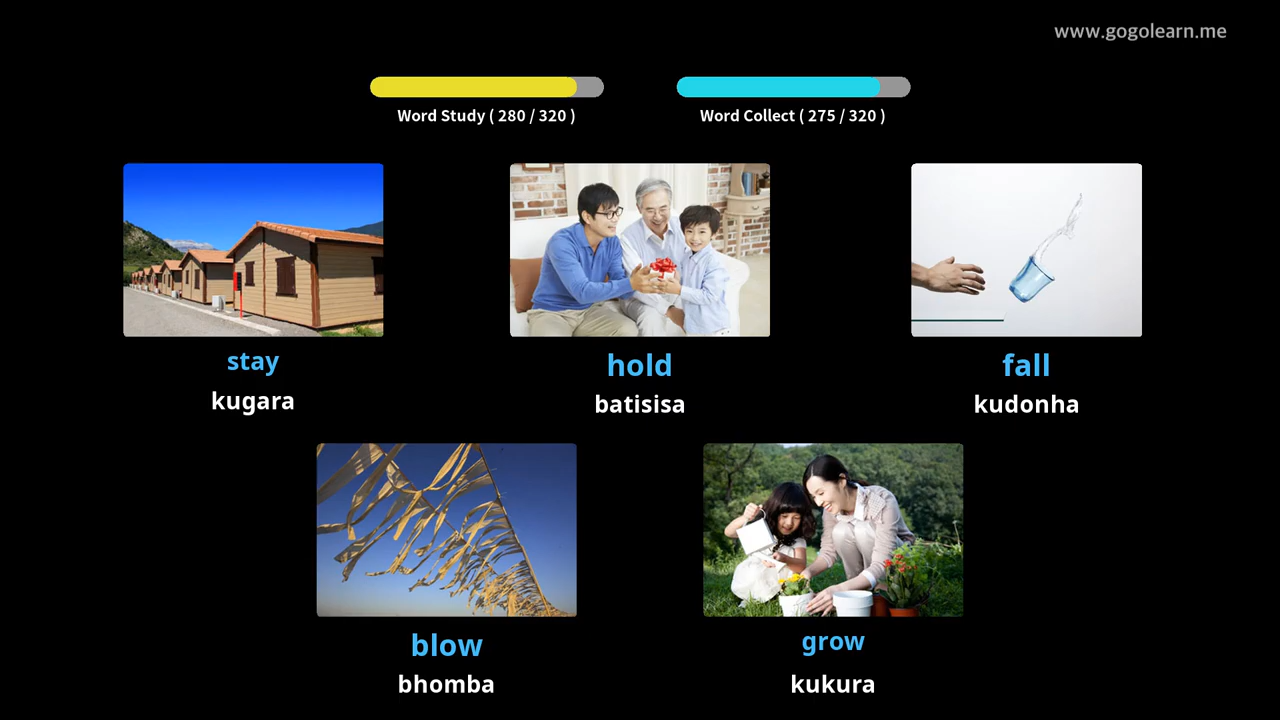 www.gogolearn.me
Word Study ( 280 / 320 )
Word Collect ( 275 / 320 )
stay
kugara
hold
batisisa
fall
kudonha
blow
bhomba
grow
kukura